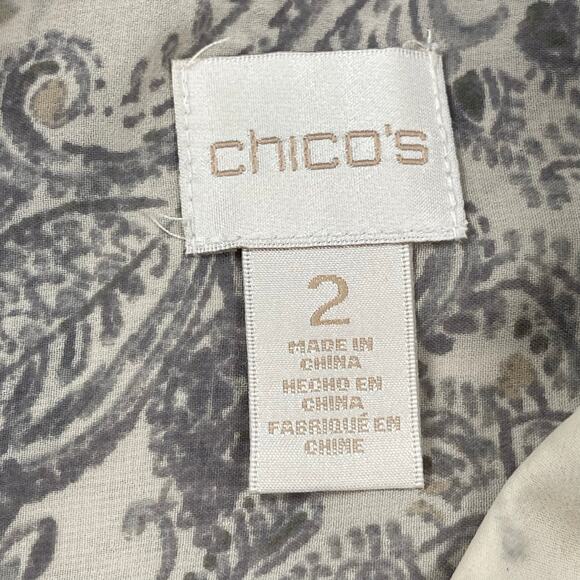 chico's
2
MADE IN
CHINA
HECHO EN
CHINA
FABRIQUÉ EN
CHINE